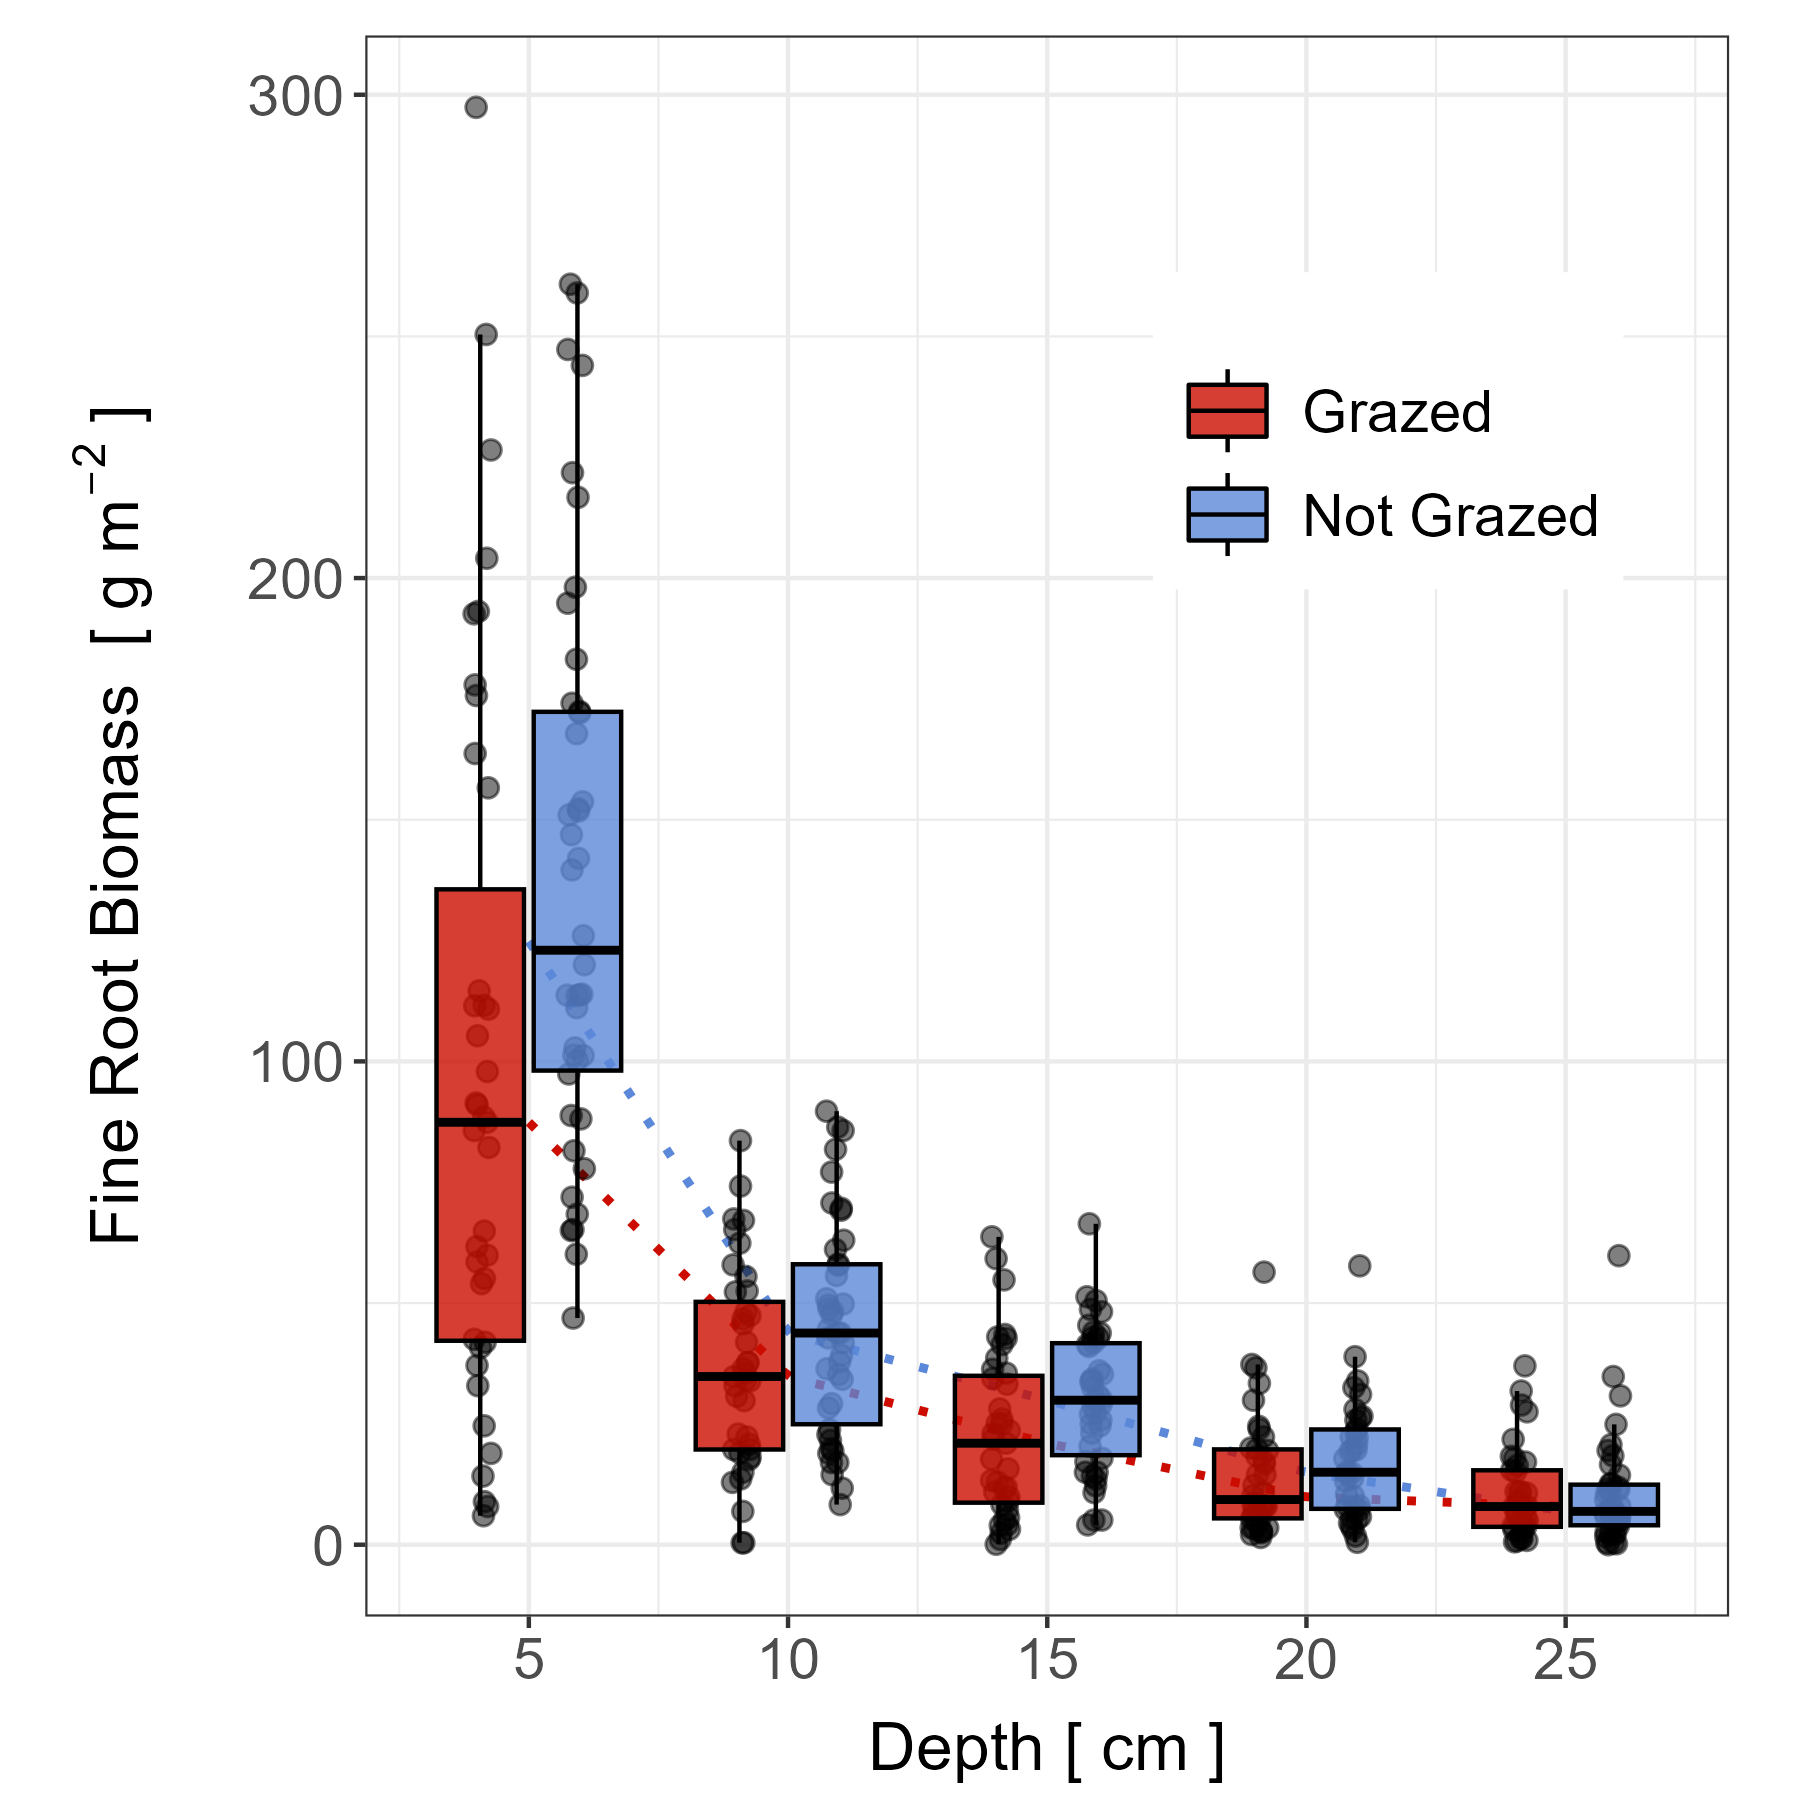 Fine Root Biomass [ g m⁻² ]
300
200
100
0
Grazed
Not Grazed
5 10 15 20 25
Depth [ cm ]